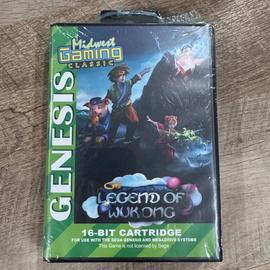 Midwest
Gaming
CLASSIC
GENESIS
LEGEND OF
WUKONG
16-BIT CARTRIDGE
FOR USE WITH THE SEGA GENESIS AND MEGADRIVE SYSTEMS
This Game is not licensed by Sega